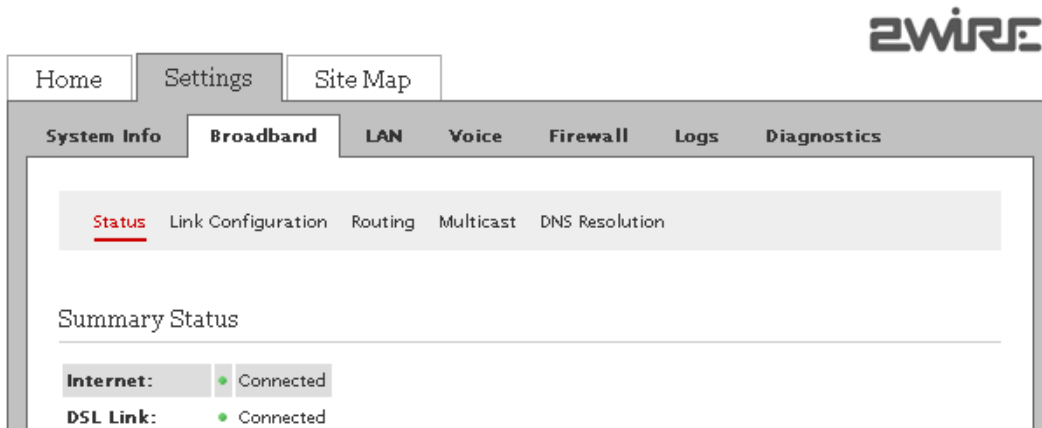 2WIRE
Home Settings Site Map
System Info Broadband LAN Voice Firewall Logs Diagnostics
Status Link Configuration Routing Multicast DNS Resolution
Summary Status
Internet: Connected
DSL Link: Connected